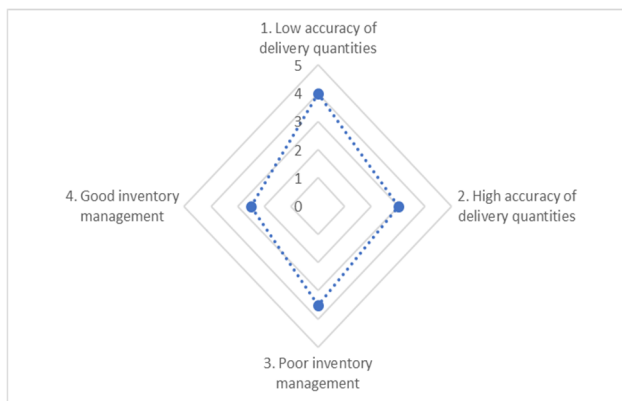 1. Low accuracy of
delivery quantities
5
4
3
2
1
0
4. Good inventory
management
2. High accuracy of
delivery quantities
3. Poor inventory
management